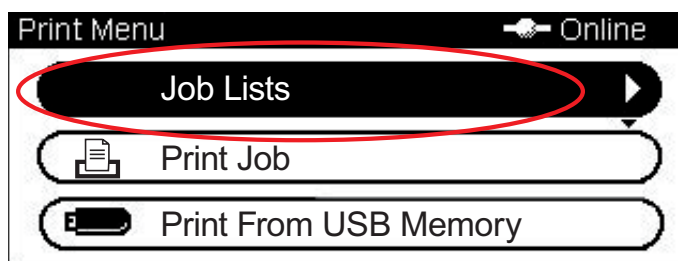 Print Menu Online
Job Lists
Print Job
Print From USB Memory